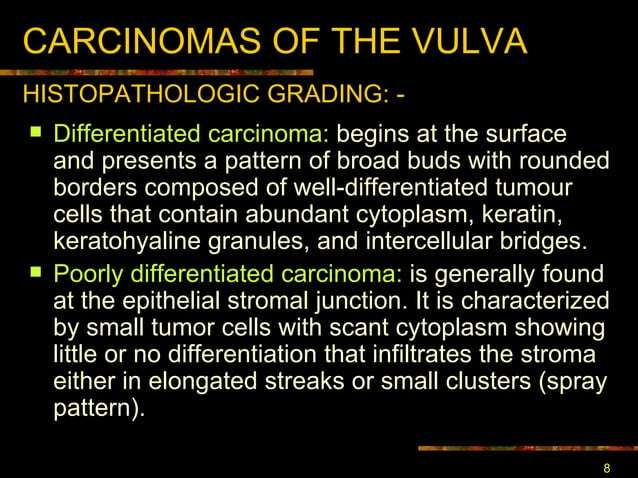 CARCINOMAS OF THE VULVA
HISTOPATHOLOGIC GRADING: -
Differentiated carcinoma: begins at the surface
and presents a pattern of broad buds with rounded
borders composed of well-differentiated tumour
cells that contain abundant cytoplasm, keratin,
keratohyaline granules, and intercellular bridges.
Poorly differentiated carcinoma: is generally found
at the epithelial stromal junction. It is characterized
by small tumor cells with scant cytoplasm showing
little or no differentiation that infiltrates the stroma
either in elongated streaks or small clusters (spray
pattern).
8